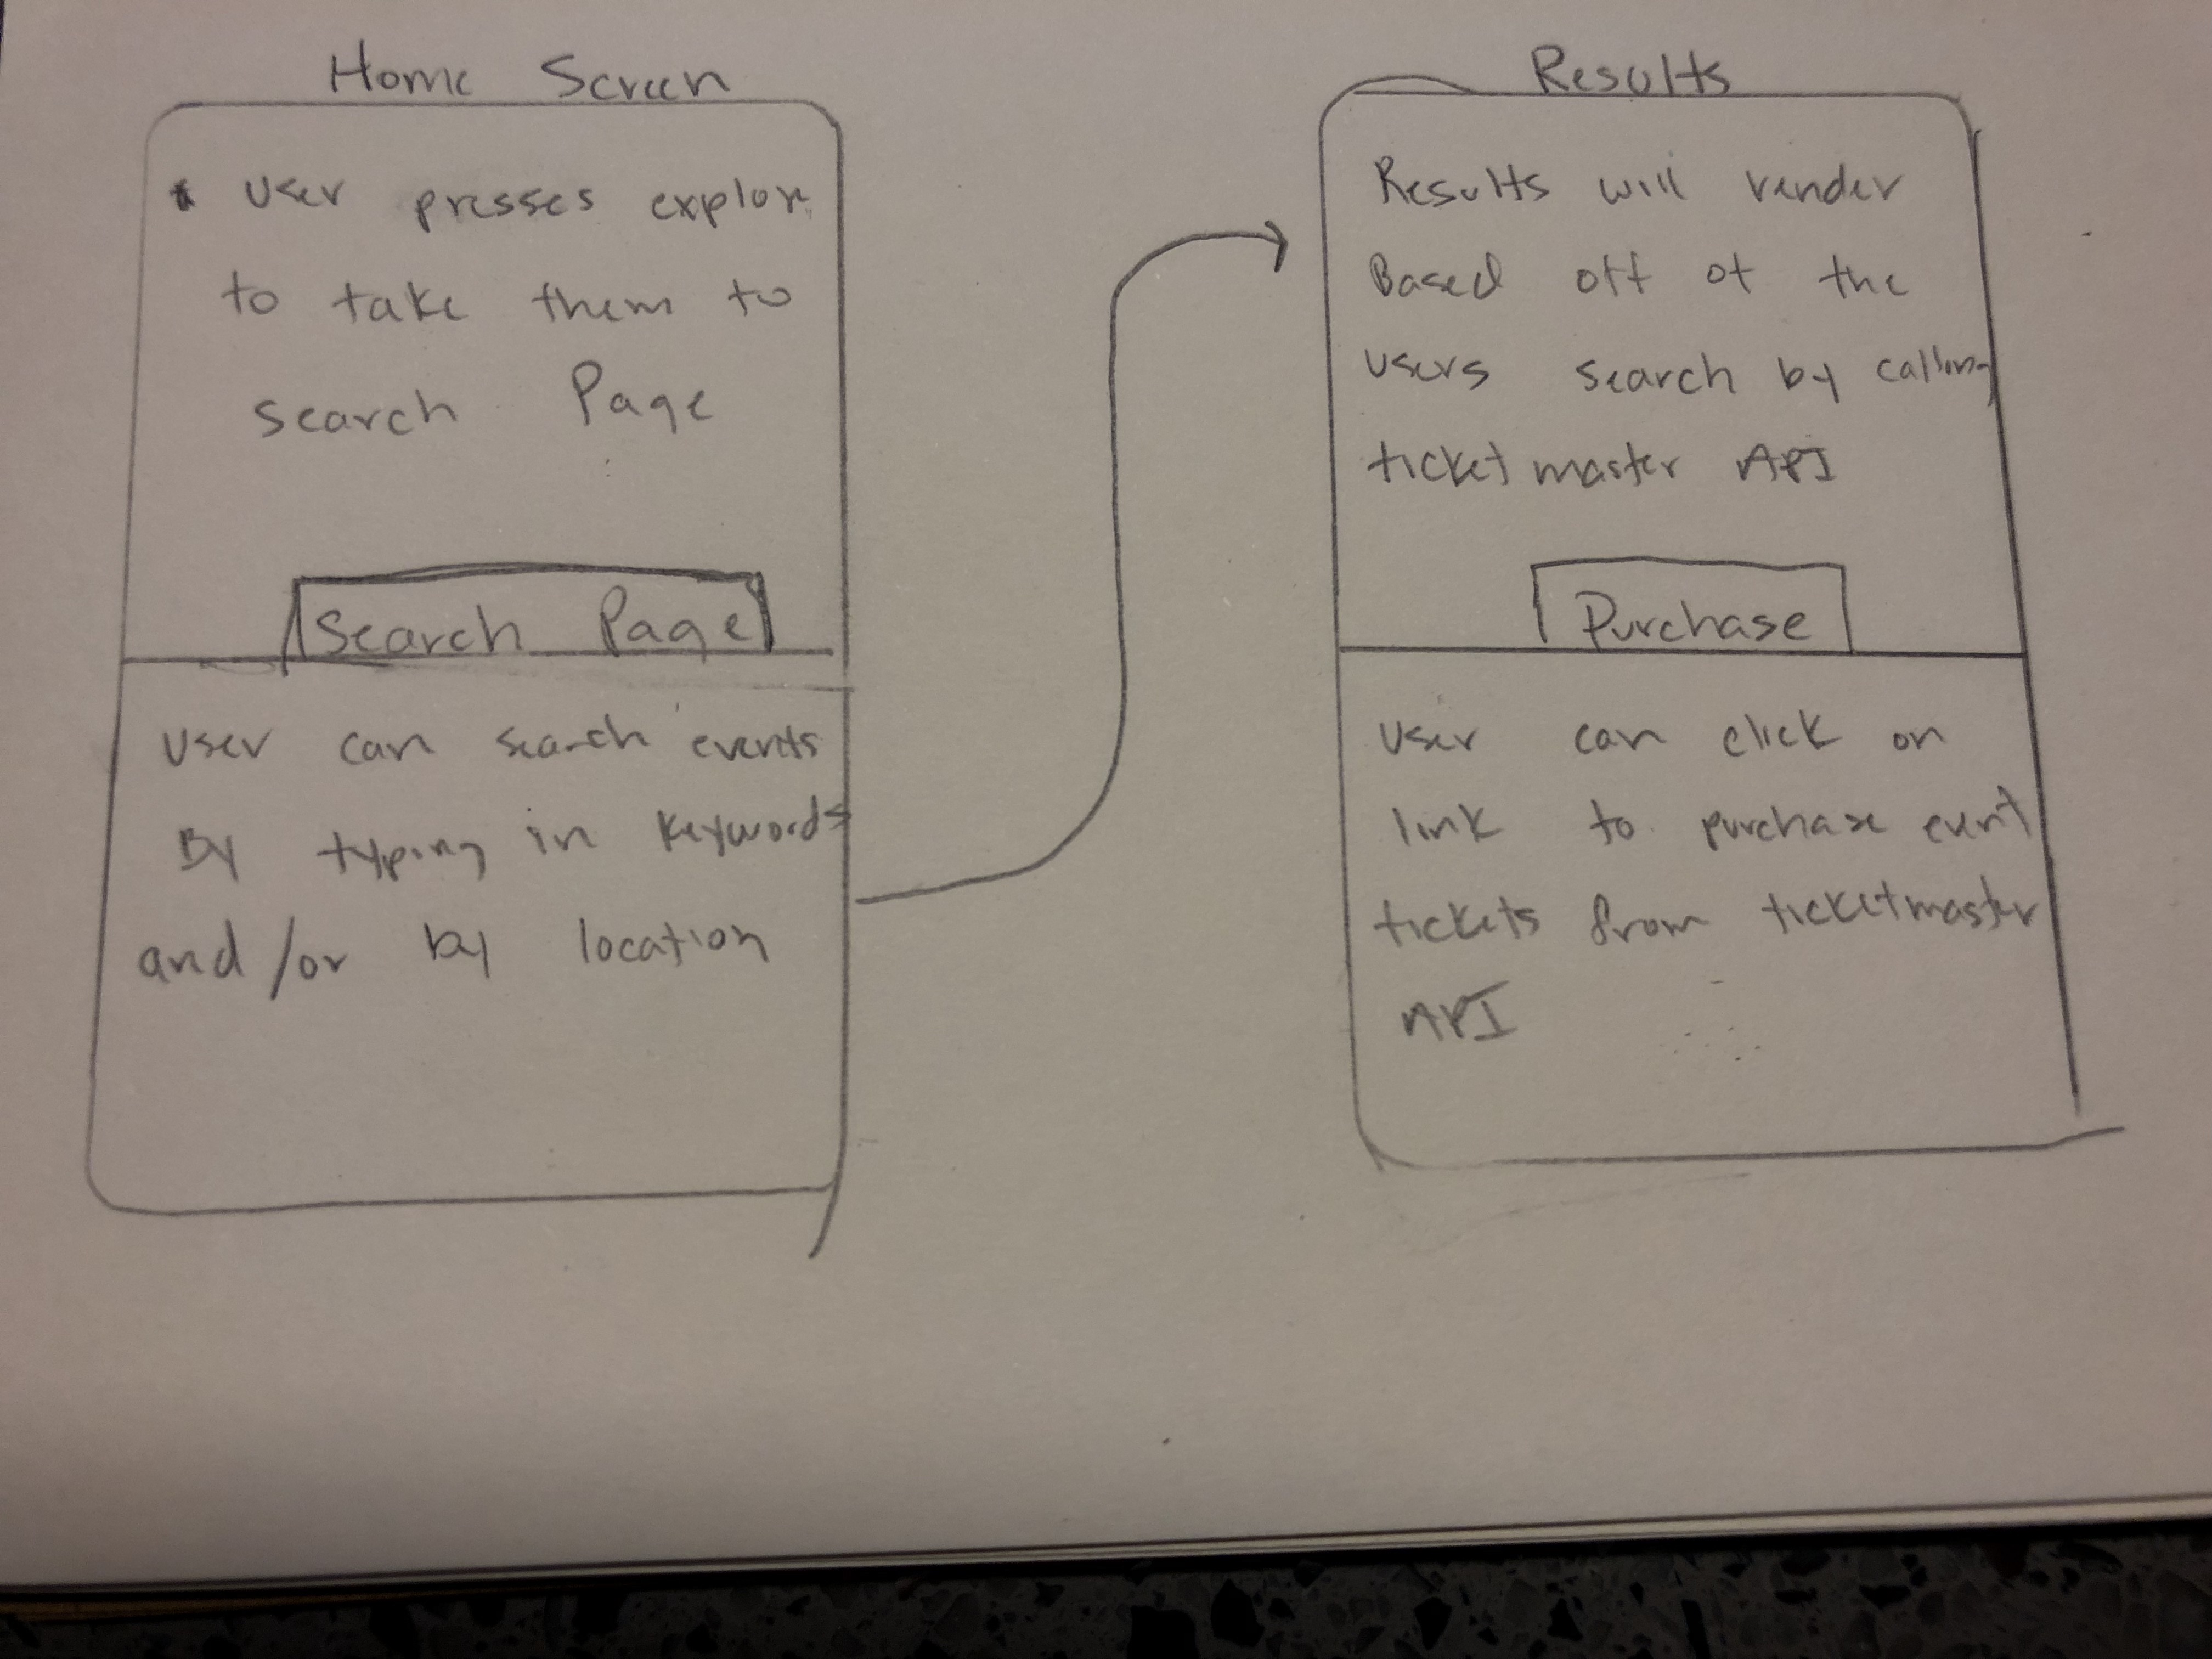 Home Screen
* User presses explore
to take them to
search Page
Search Page
User can search events
By typing in keywords
and/or by location
Results
Results will render
Based off of the
users search by calling
ticketmaster API
Purchase
User can click on
link to purchase event
tickets from ticketmaster
API